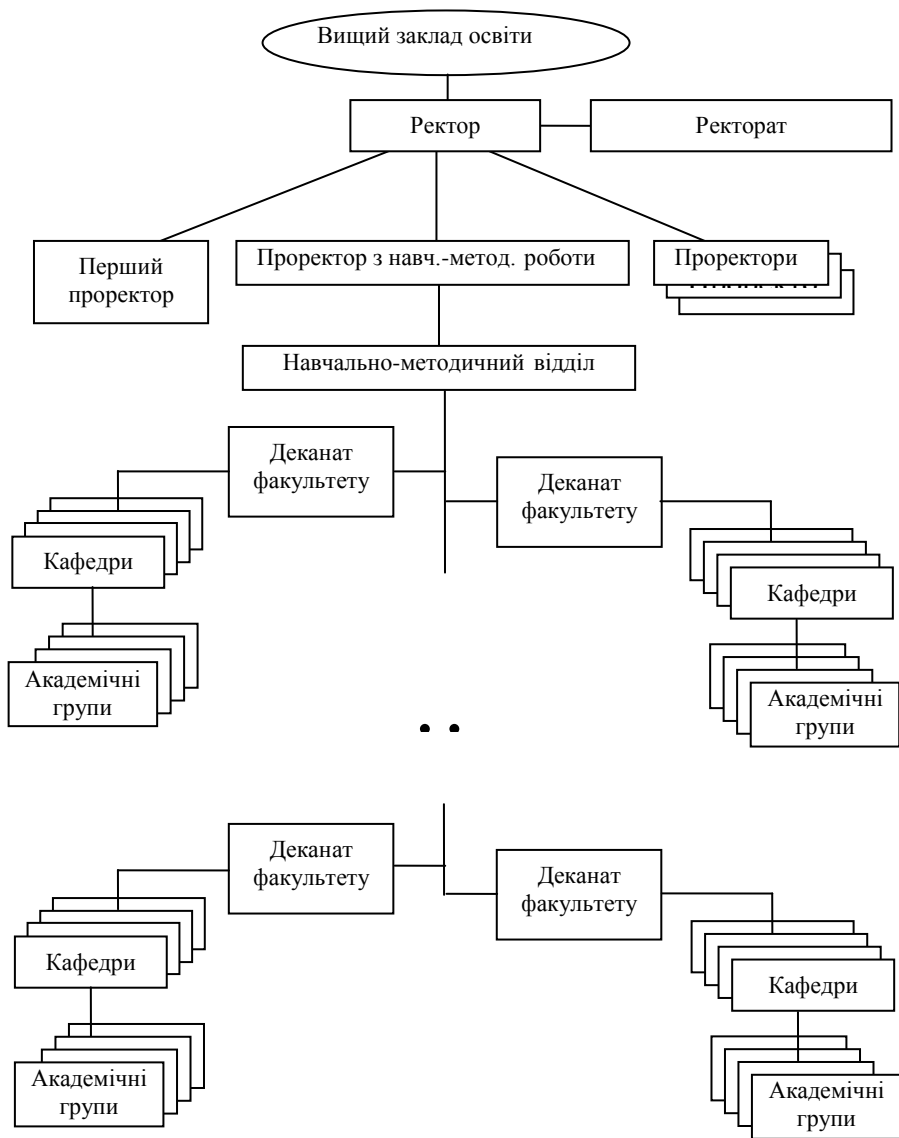 Вищий заклад освіти
Ректор
Ректорат
Перший
проректор
Проректор з навч.-метод. роботи
Проректори
Навчально-методичний відділ
Деканат
факультету
Деканат
факультету
Кафедри
Кафедри
Академічні
групи
Академічні
групи
Деканат
факультету
Деканат
факультету
Кафедри
Кафедри
Академічні
групи
Академічні
групи